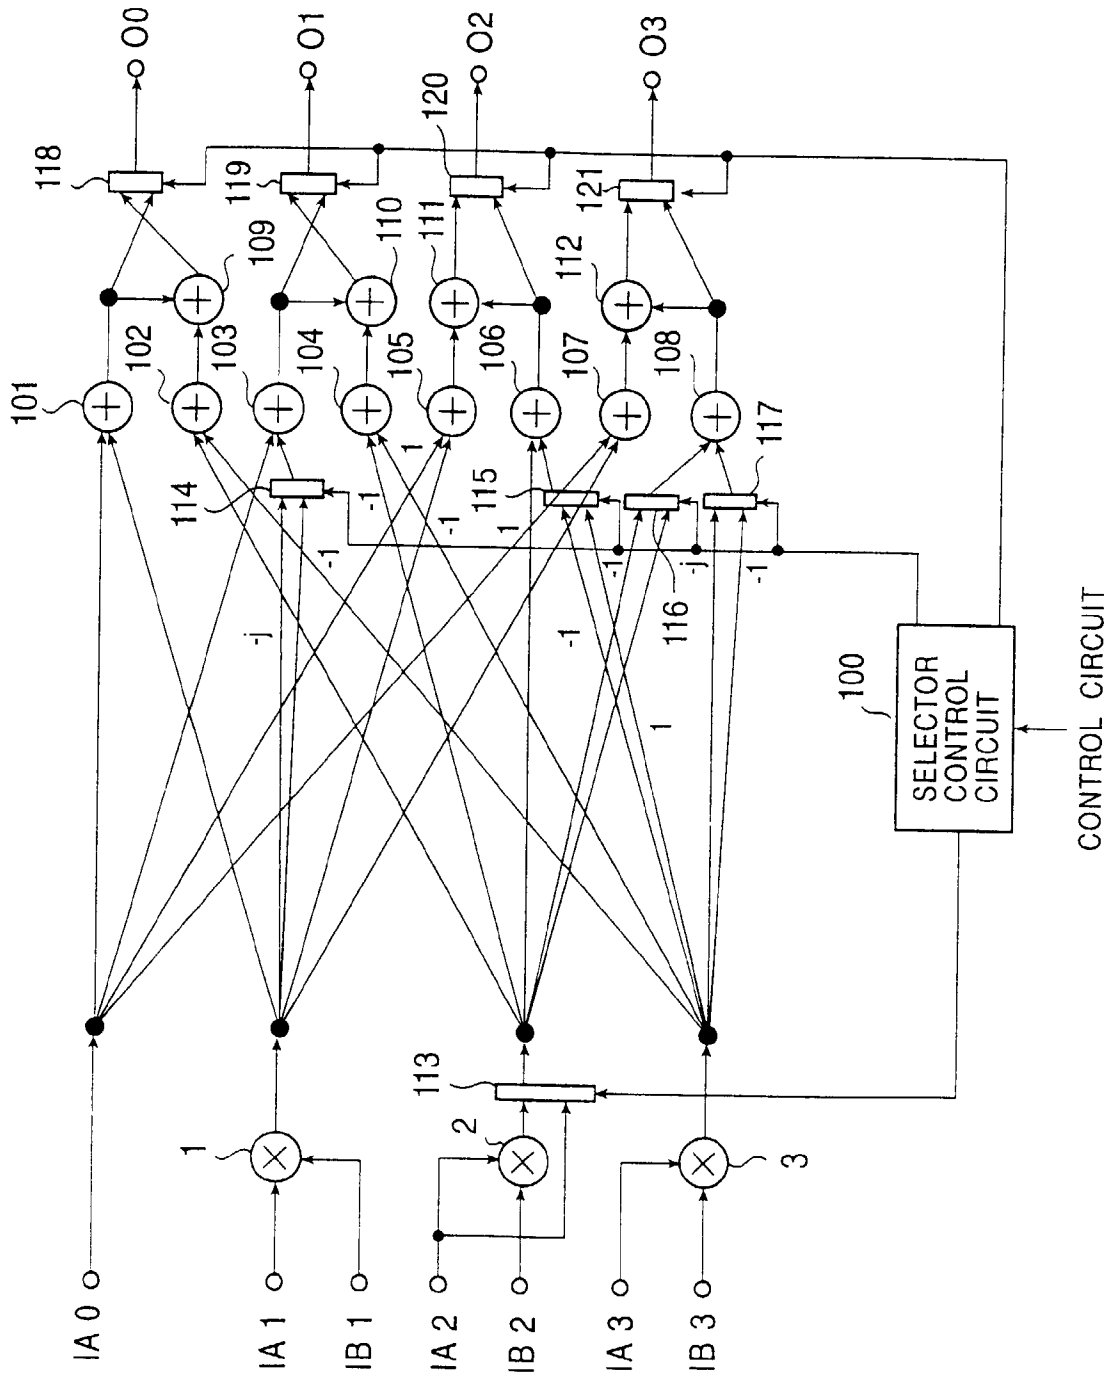 O0
O1
O2
O3
118
119
120
121
109
110
111
112
101
102
103
104
105
106
107
108
114
115
116
117
-j
-1
-1
-1
1
1
-1
-1
-j
-1
1
100
SELECTOR
CONTROL
CIRCUIT
CONTROL CIRCUIT
113
1
2
3
IA 0
IA 1
IB 1
IA 2
IB 2
IA 3
IB 3